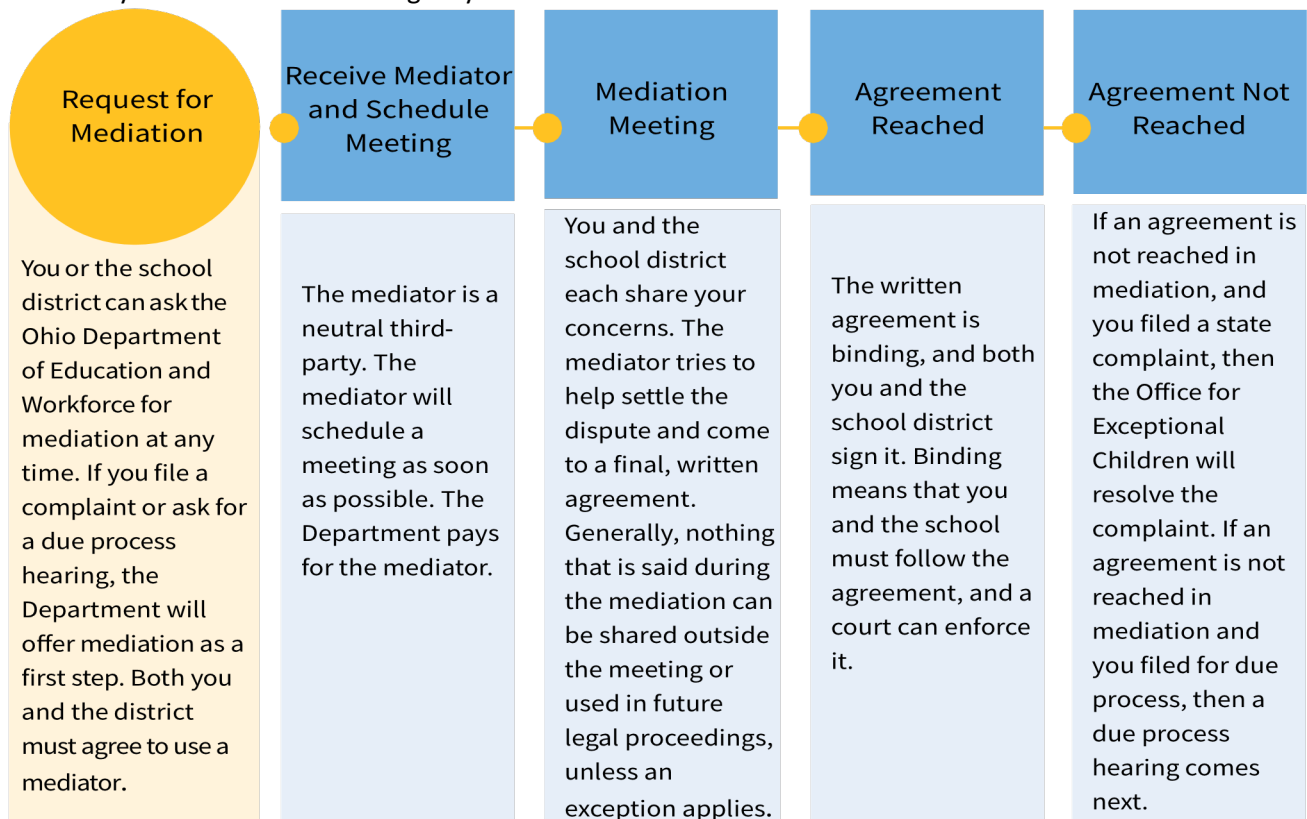 Request for
Mediation
You or the school
district can ask the
Ohio Department
of Education and
Workforce for
mediation at any
time. If you file a
complaint or ask for
a due process
hearing, the
Department will
offer mediation as a
first step. Both you
and the district
must agree to use a
mediator.
Receive Mediator
and Schedule
Meeting
The mediator is a
neutral third-
party. The
mediator will
schedule a
meeting as soon
as possible. The
Department pays
for the mediator.
Mediation
Meeting
You and the
school district
each share your
concerns. The
mediator tries to
help settle the
dispute and come
to a final, written
agreement.
Generally, nothing
that is said during
the mediation can
be shared outside
the meeting or
used in future
legal proceedings,
unless an
exception applies.
Agreement
Reached
The written
agreement is
binding, and both
you and the
school district
sign it. Binding
means that you
and the school
must follow the
agreement, and a
court can enforce
it.
Agreement Not
Reached
If an agreement is
not reached in
mediation, and
you filed a state
complaint, then
the Office for
Exceptional
Children will
resolve the
complaint. If an
agreement is not
reached in
mediation and
you filed for due
process, then a
due process
hearing comes
next.